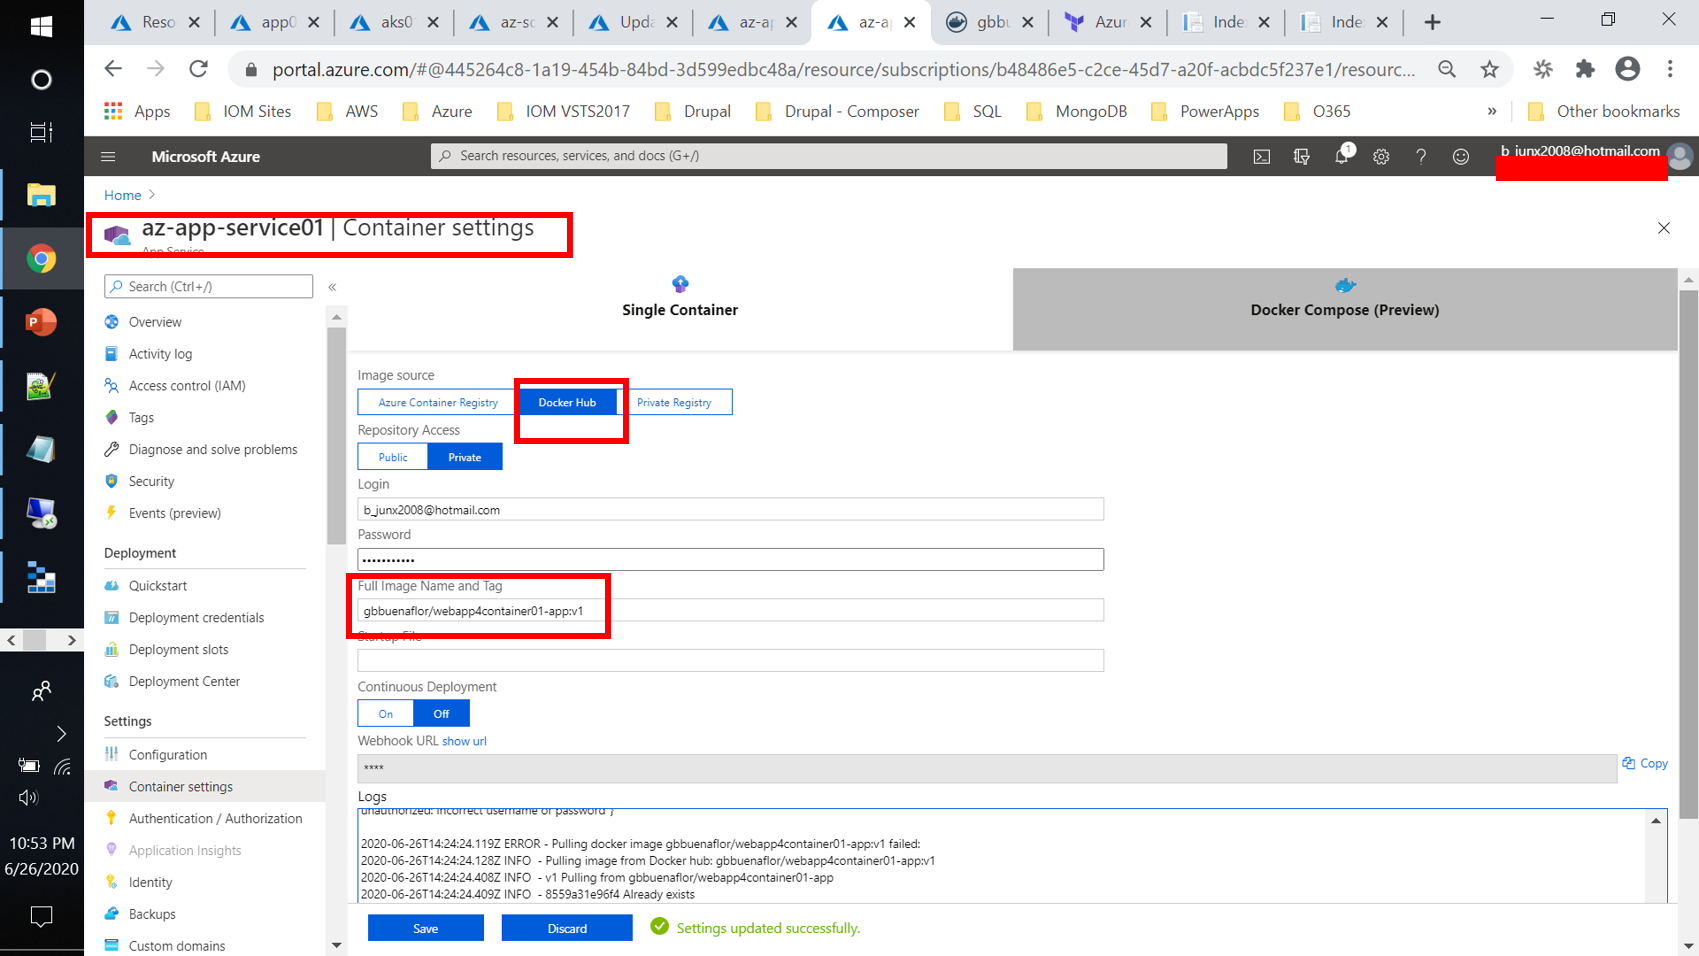 Reso
app0
aks01
az-sc
Upda
az-ap
az-ap
gbbu
Azur
Index
Index
portal.azure.com/#@445264c8-1a19-454b-84bd-3d599edbc48a/resource/subscriptions/b48486e5-c2ce-45d7-a20f-acbdc5f237e1/resourc...
Apps
IOM Sites
AWS
Azure
IOM VSTS2017
Drupal
Drupal - Composer
SQL
MongoDB
PowerApps
O365
»
Other bookmarks
Microsoft Azure
Search resources, services, and docs (G+/)
1
b_junx2008@hotmail.com
Home >
az-app-service01 | Container settings
App Service
Search (Ctrl+/)
«
Overview
Activity log
Access control (IAM)
Tags
Diagnose and solve problems
Security
Events (preview)
Deployment
Quickstart
Deployment credentials
Deployment slots
Deployment Center
Settings
Configuration
Container settings
Authentication / Authorization
Application Insights
Identity
Backups
Custom domains
Single Container
Docker Compose (Preview)
Image source
Azure Container Registry
Docker Hub
Private Registry
Repository Access
Public
Private
Login
b_junx2008@hotmail.com
Password
•••••••••••
Full Image Name and Tag
gbbuenaflor/webapp4container01-app:v1
Startup File
Continuous Deployment
On
Off
Webhook URL show url
****
Copy
Logs
unauthorized: incorrect username or password"}
2020-06-26T14:24:24.119Z ERROR - Pulling docker image gbbuenaflor/webapp4container01-app:v1 failed:
2020-06-26T14:24:24.128Z INFO  - Pulling image from Docker hub: gbbuenaflor/webapp4container01-app:v1
2020-06-26T14:24:24.408Z INFO  - v1 Pulling from gbbuenaflor/webapp4container01-app
2020-06-26T14:24:24.409Z INFO  - 8559a31e96f4 Already exists
Save
Discard
Settings updated successfully.
10:53 PM
6/26/2020